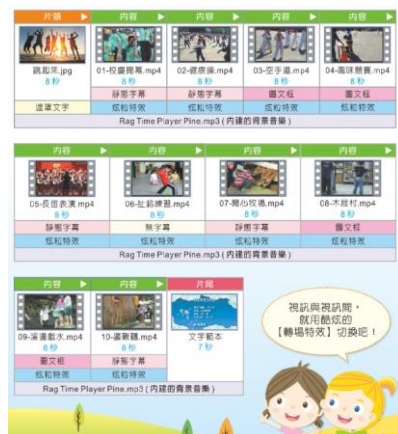 片頭 內容 內容 內容 內容
跳起來.jpg 01-校慶開幕.mp4 02-健康操.mp4 03-空手道.mp4 04-趣味競賽.mp4
8秒 8秒 8秒 8秒 8秒
靜態字幕 靜態字幕 圖文框 圖文框
遮罩文字 炫粒特效 炫粒特效 炫粒特效 炫粒特效
Rag Time Player Pine.mp3 (內建的背景音樂)
內容 內容 內容 內容
05-長笛表演.mp4 06-扯鈴練習.mp4 07-開心牧場.mp4 08-木屐村.mp4
8秒 8秒 8秒 8秒
靜態字幕 無字幕 靜態字幕 圖文框
炫粒特效 炫粒特效 炫粒特效 炫粒特效
Rag Time Player Pine.mp3 (內建的背景音樂)
內容 內容 片尾
09-溪邊戲水.mp4 10-窯雞趣.mp4 文字範本
8秒 8秒 7秒
圖文框 靜態字幕
炫粒特效 炫粒特效
Rag Time Player Pine.mp3 (內建的背景音樂)
視訊與視訊間，
就用酷炫的
【轉場特效】切換吧！